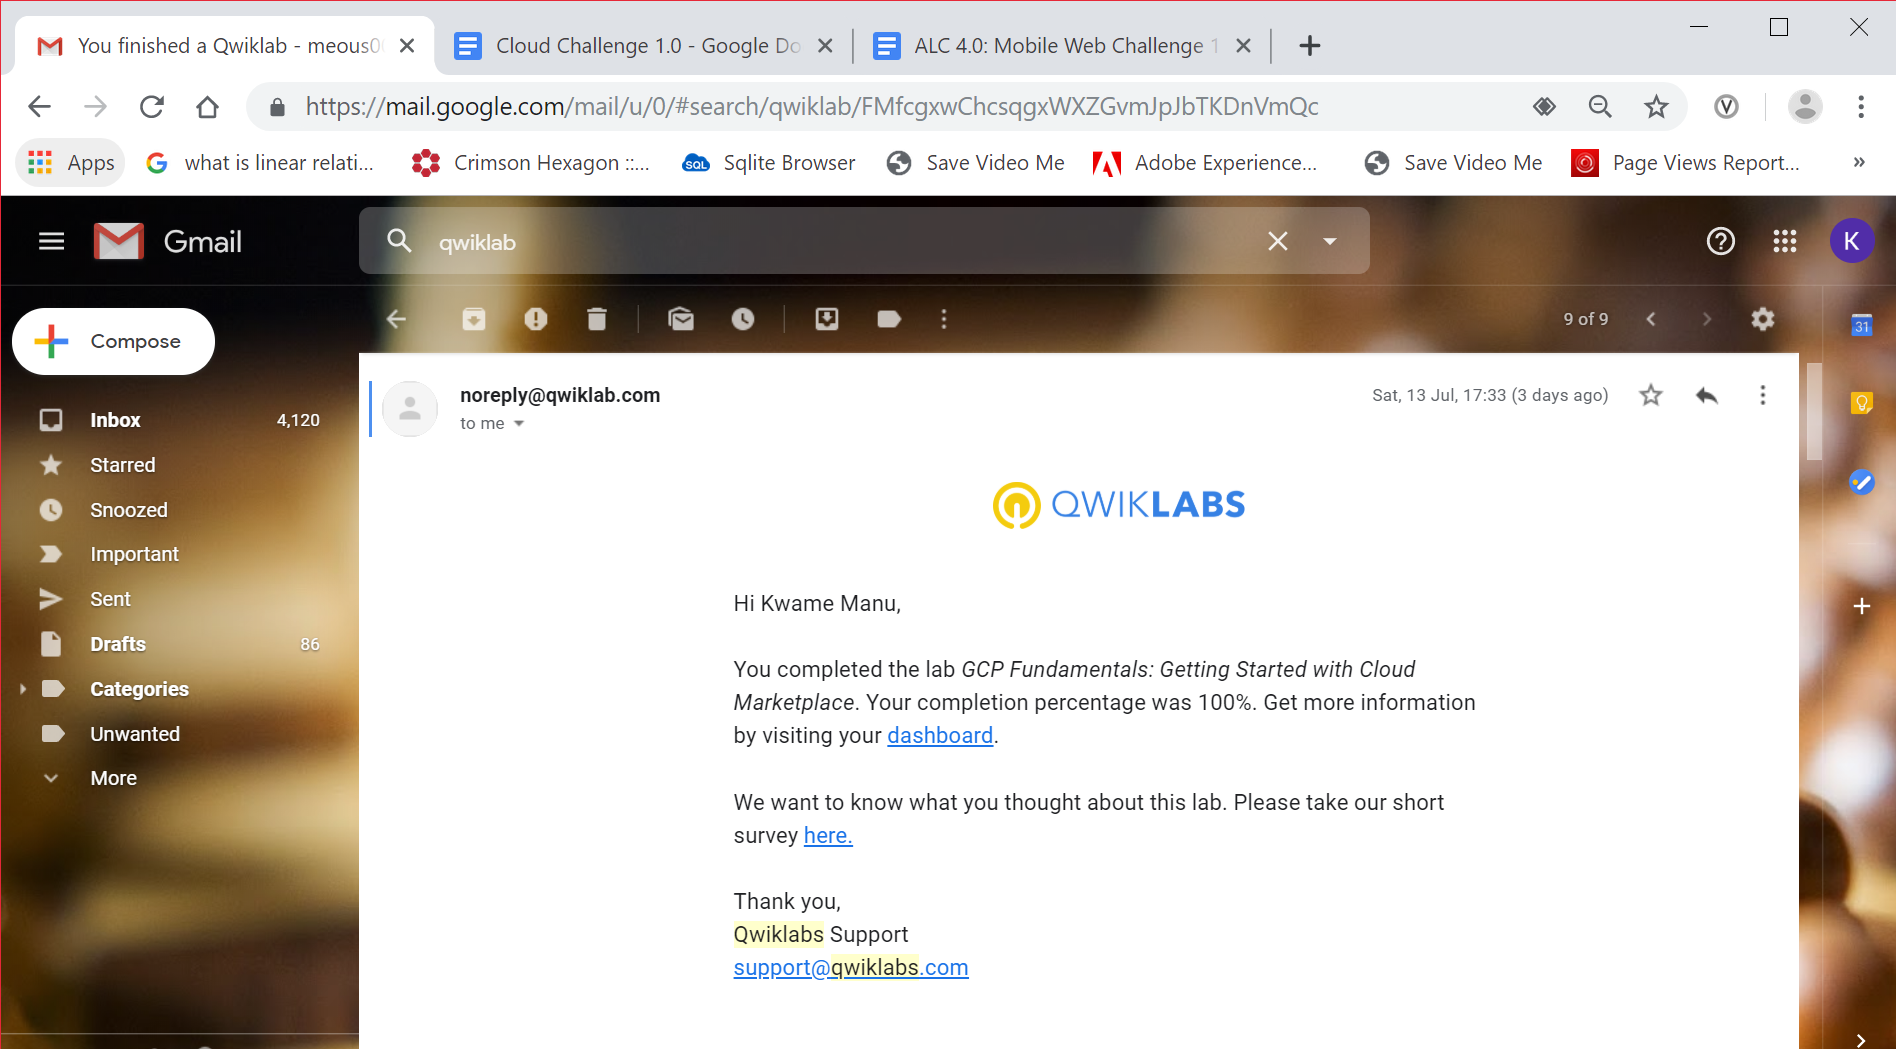 You finished a Qwiklab - meous0
Cloud Challenge 1.0 - Google Do
ALC 4.0: Mobile Web Challenge 1
https://mail.google.com/mail/u/0/#search/qwiklab/FMfcgxwChcsqgxWXZGvmJpJbTKDnVmQc
Apps
what is linear relati...
Crimson Hexagon ::...
SQL
Sqlite Browser
Save Video Me
Adobe Experience...
Save Video Me
Page Views Report...
»
Gmail
qwiklab
K
Compose
9 of 9
31
Inbox 4,120
Starred
Snoozed
Important
Sent
Drafts 86
Categories
Unwanted
More
noreply@qwiklab.com
to me
Sat, 13 Jul, 17:33 (3 days ago)
QWIKLABS
Hi Kwame Manu,
You completed the lab GCP Fundamentals: Getting Started with Cloud
Marketplace. Your completion percentage was 100%. Get more information
by visiting your dashboard.
We want to know what you thought about this lab. Please take our short
survey here.
Thank you,
Qwiklabs Support
support@qwiklabs.com